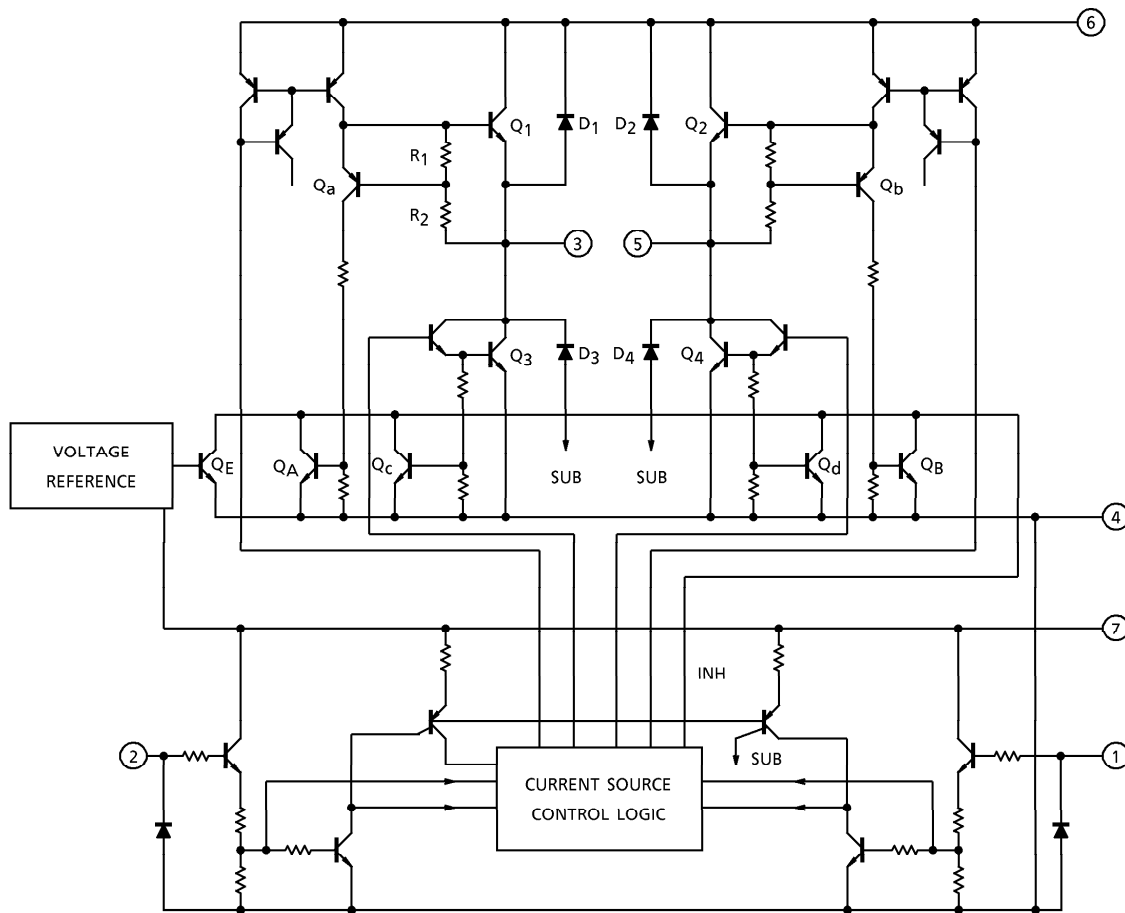 6
Q1
D1
D2
Q2
R1
Qa
R2
Qb
3
5
Q3
D3
D4
Q4
VOLTAGE
REFERENCE
QE
QA
Qc
SUB
SUB
Qd
QB
4
7
INH
2
SUB
1
CURRENT SOURCE
CONTROL LOGIC